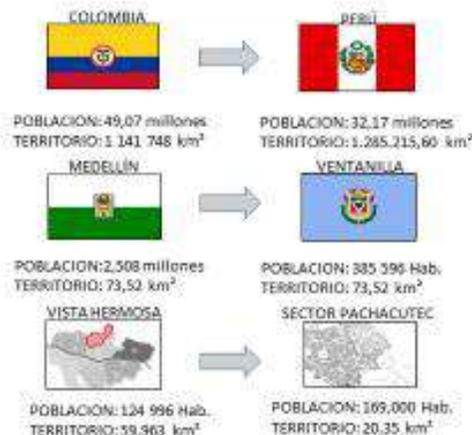 COLOMBIA
PERÚ
POBLACION: 49,07 millones
TERRITORIO: 1 141 748 km²
POBLACION: 32,17 millones
TERRITORIO: 1.285.215,60 km²
MEDELLÍN
VENTANILLA
POBLACION: 2,508 millones
TERRITORIO: 73,52 km²
POBLACION: 385 596 Hab.
TERRITORIO: 73,52 km²
VISTA HERMOSA
SECTOR PACHACUTEC
POBLACION: 124 996 Hab.
TERRITORIO: 59.963 km²
POBLACION: 169,000 Hab.
TERRITORIO: 20.35 km²